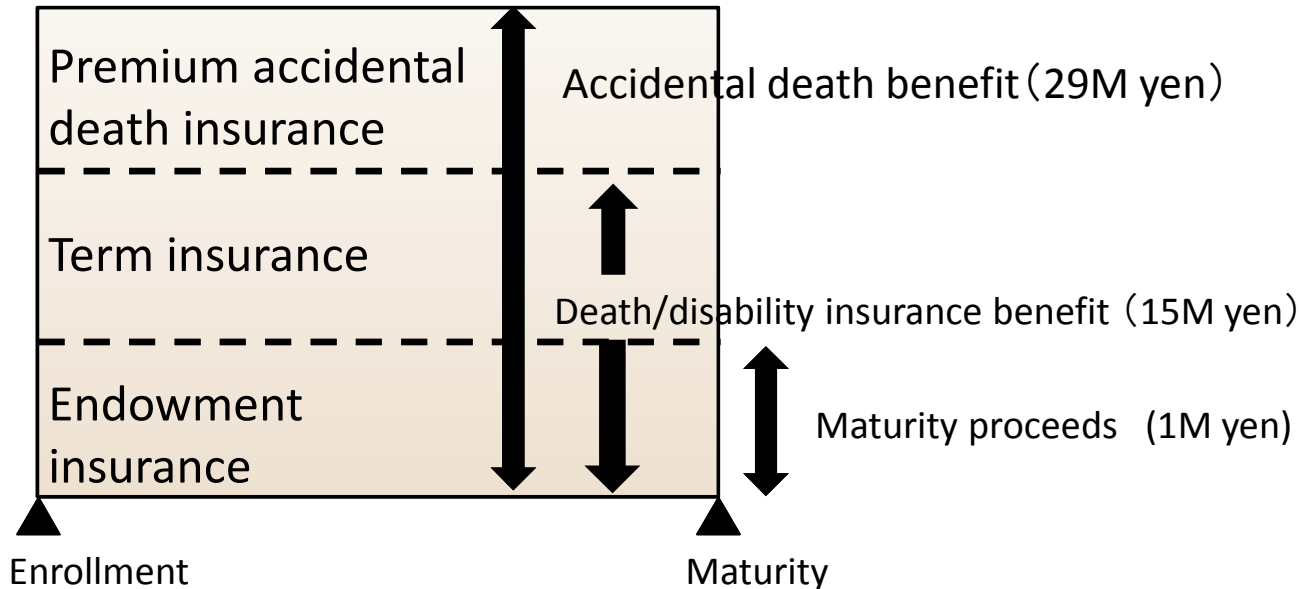 Premium accidental
death insurance
Accidental death benefit（29M yen）
Term insurance
Death/disability insurance benefit（15M yen）
Endowment
insurance
Maturity proceeds (1M yen)
Enrollment
Maturity